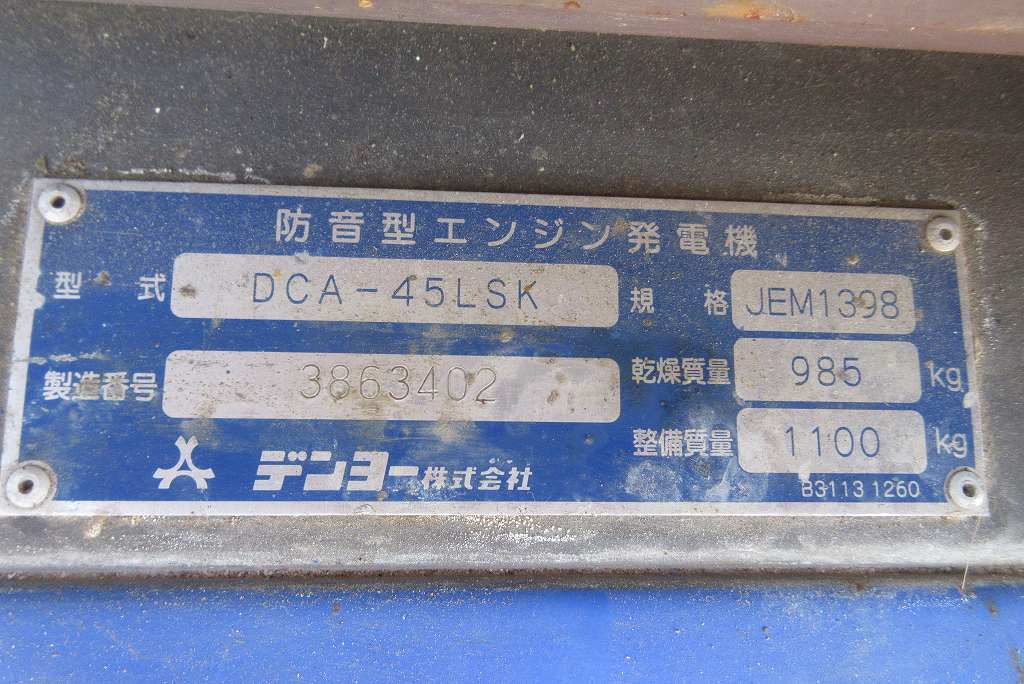 防音型エンジン発電機
型式 DCA-45LSK 規格 JEM1398
製造番号 3863402 乾燥質量 985 kg
整備質量 1100 kg
デンヨー株式会社
B31131260